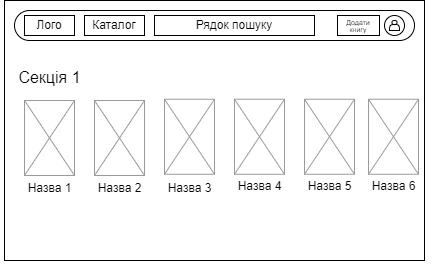 Лого
Каталог
Рядок пошуку
Додати
книгу
Секція 1
Назва 1
Назва 2
Назва 3
Назва 4
Назва 5
Назва 6